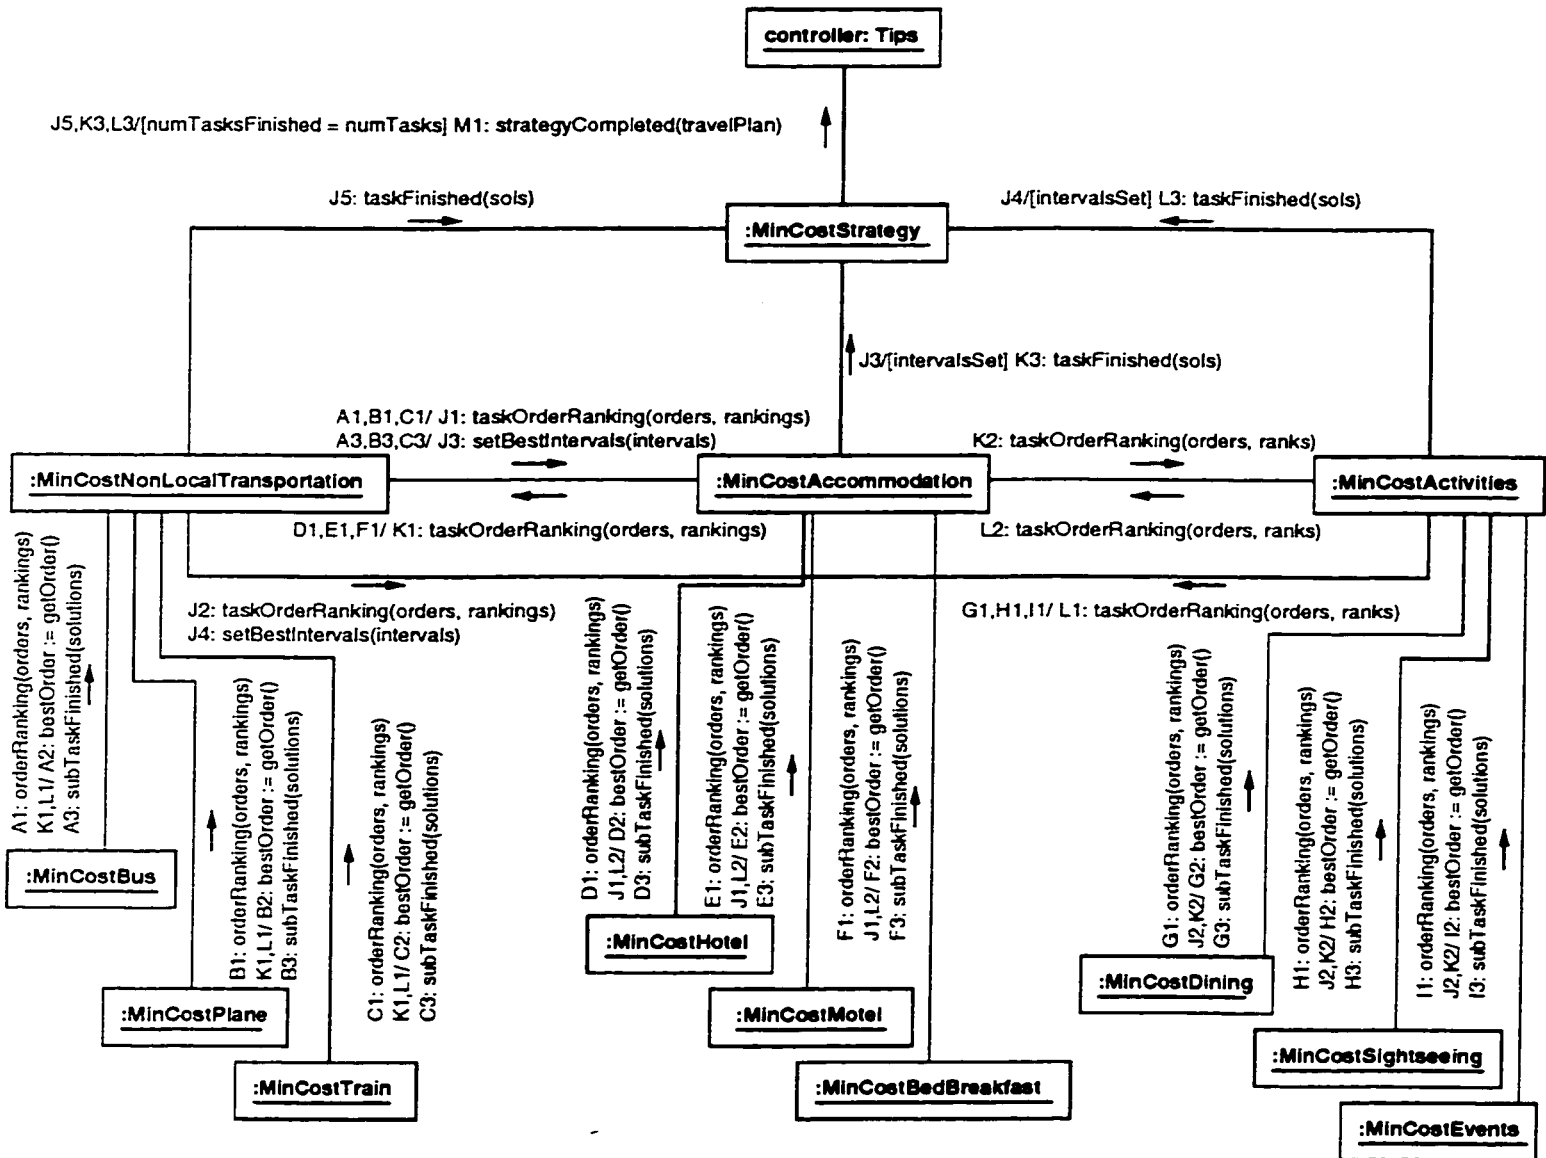 controller: Tips
J5,K3,L3/[numTasksFinished = numTasks] M1: strategyCompleted(travelPlan)
J5: taskFinished(sols)
J4/[intervalsSet] L3: taskFinished(sols)
:MinCostStrategy
J3/[intervalsSet] K3: taskFinished(sols)
A1,B1,C1/ J1: taskOrderRanking(orders, rankings)
A3,B3,C3/ J3: setBestIntervals(intervals)
K2: taskOrderRanking(orders, ranks)
:MinCostNonLocalTransportation
:MinCostAccommodation
:MinCostActivities
D1,E1,F1/ K1: taskOrderRanking(orders, rankings)
L2: taskOrderRanking(orders, ranks)
J2: taskOrderRanking(orders, rankings)
J4: setBestIntervals(intervals)
G1,H1,I1/ L1: taskOrderRanking(orders, ranks)
A1: orderRanking(orders, rankings)
K1,L1/ A2: bestOrder := getOrder()
A3: subTaskFinished(solutions)
B1: orderRanking(orders, rankings)
K1,L1/ B2: bestOrder := getOrder()
B3: subTaskFinished(solutions)
C1: orderRanking(orders, rankings)
K1,L1/ C2: bestOrder := getOrder()
C3: subTaskFinished(solutions)
D1: orderRanking(orders, rankings)
J1,L2/ D2: bestOrder := getOrder()
D3: subTaskFinished(solutions)
E1: orderRanking(orders, rankings)
J1,L2/ E2: bestOrder := getOrder()
E3: subTaskFinished(solutions)
F1: orderRanking(orders, rankings)
J1,L2/ F2: bestOrder := getOrder()
F3: subTaskFinished(solutions)
G1: orderRanking(orders, rankings)
J2,K2/ G2: bestOrder := getOrder()
G3: subTaskFinished(solutions)
H1: orderRanking(orders, rankings)
J2,K2/ H2: bestOrder := getOrder()
H3: subTaskFinished(solutions)
I1: orderRanking(orders, rankings)
J2,K2/ I2: bestOrder := getOrder()
I3: subTaskFinished(solutions)
:MinCostBus
:MinCostHotel
:MinCostDining
:MinCostPlane
:MinCostMotel
:MinCostSightseeing
:MinCostTrain
:MinCostBedBreakfast
:MinCostEvents